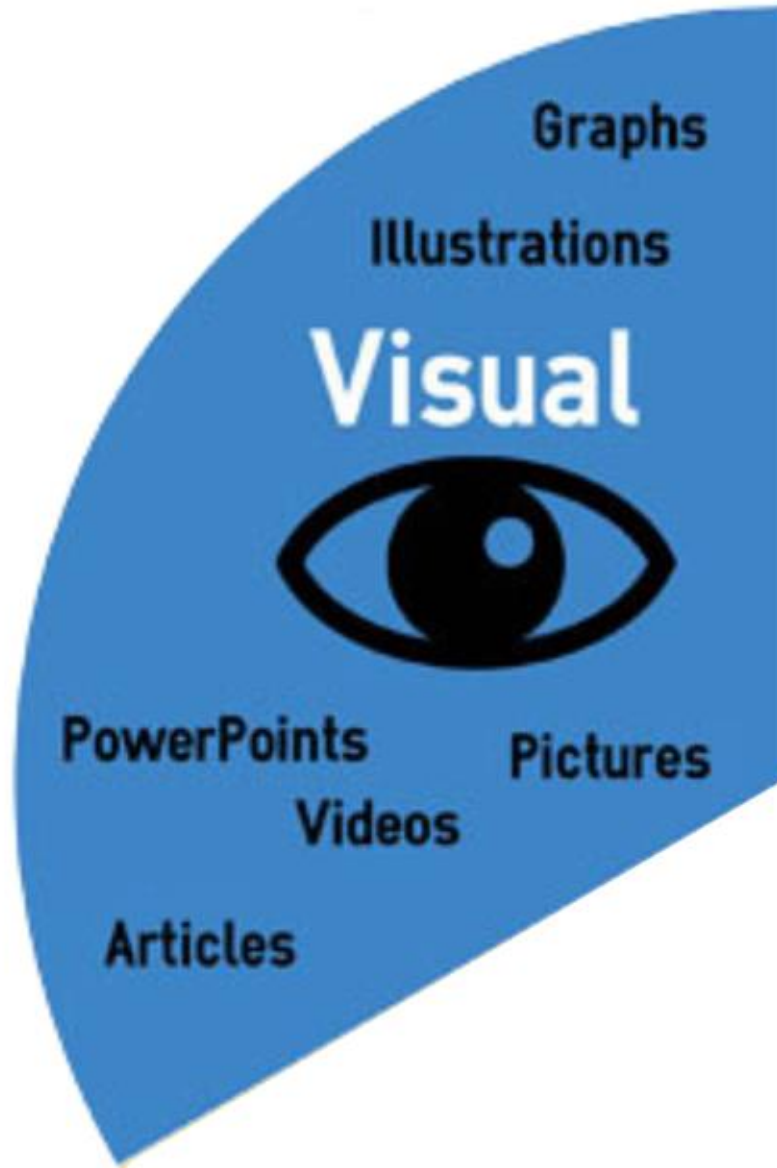 Graphs
Illustrations
Visual
PowerPoints
Pictures
Videos
Articles